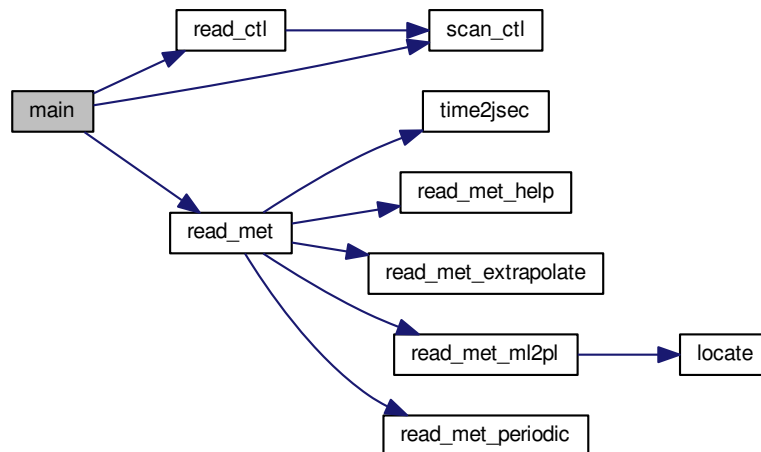 read_ctl
scan_ctl
main
time2jsec
read_met_help
read_met
read_met_extrapolate
read_met_ml2pl
locate
read_met_periodic